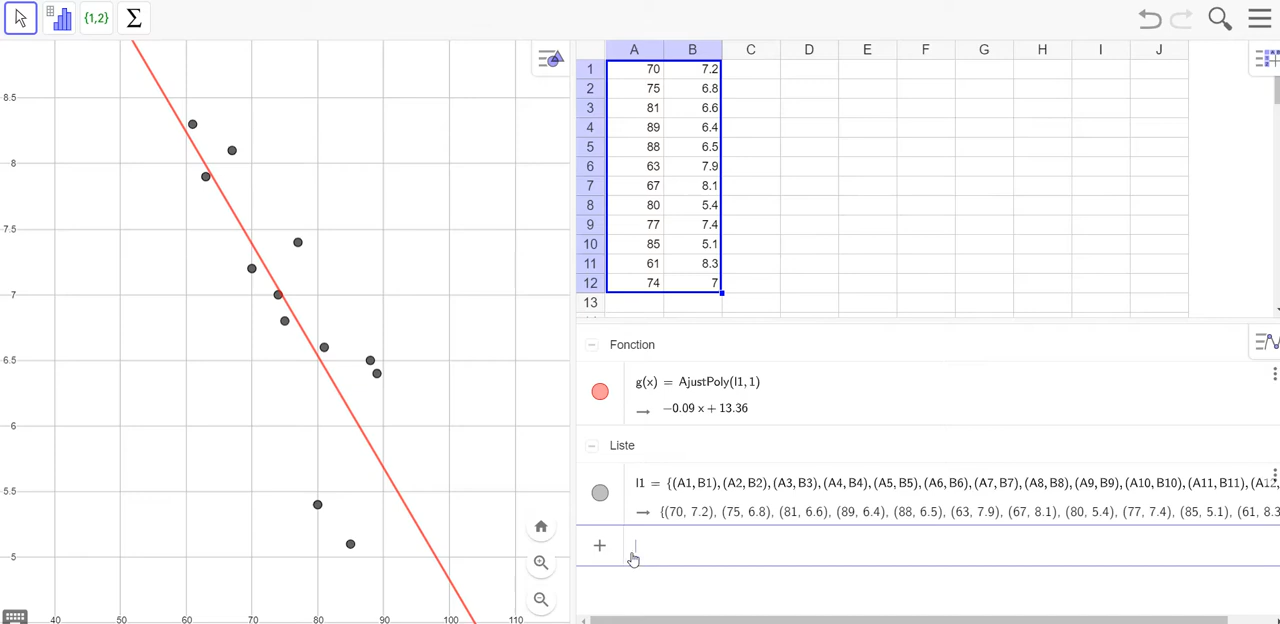 {1,2} Σ
A B C D E F G H I J
1 70 7.2
2 75 6.8
3 81 6.6
4 89 6.4
5 88 6.5
6 63 7.9
7 67 8.1
8 80 5.4
9 77 7.4
10 85 5.1
11 61 8.3
12 74 7
13
8.5
8
7.5
7
6.5
6
5.5
5
40 50 60 70 80 90 100 110
Fonction
g(x) = AjustPoly(l1, 1)
→ −0.09 x + 13.36
Liste
l1 = {(A1, B1), (A2, B2), (A3, B3), (A4, B4), (A5, B5), (A6, B6), (A7, B7), (A8, B8), (A9, B9), (A10, B10), (A11, B11), (A12,
→ {(70, 7.2), (75, 6.8), (81, 6.6), (89, 6.4), (88, 6.5), (63, 7.9), (67, 8.1), (80, 5.4), (77, 7.4), (85, 5.1), (61, 8.3
+